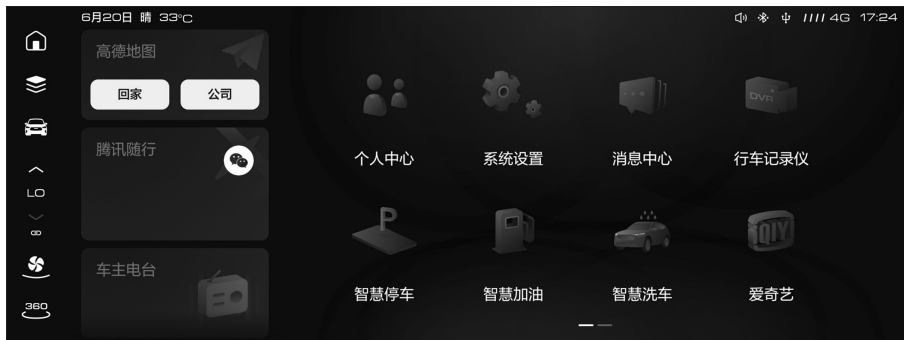 6月20日 晴 33°C
4G 17:24
高德地图
回家 公司
腾讯随行
车主电台
LO
360
DVR
个人中心 系统设置 消息中心 行车记录仪
P
QIY
智慧停车 智慧加油 智慧洗车 爱奇艺